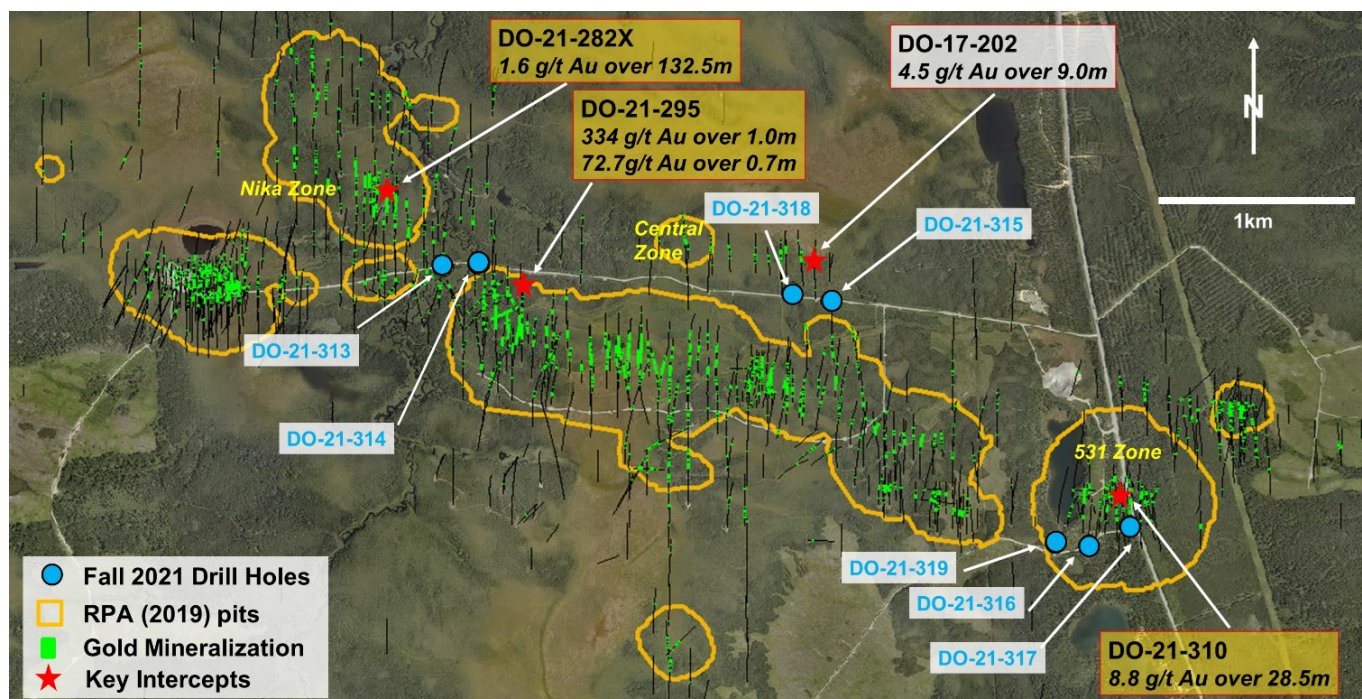 DO-21-282X
1.6 g/t Au over 132.5m
DO-17-202
4.5 g/t Au over 9.0m
DO-21-295
334 g/t Au over 1.0m
72.7g/t Au over 0.7m
N
1km
Nika Zone
DO-21-318
DO-21-315
Central
Zone
DO-21-313
DO-21-314
531 Zone
DO-21-319
DO-21-316
DO-21-317
DO-21-310
8.8 g/t Au over 28.5m
Fall 2021 Drill Holes
RPA (2019) pits
Gold Mineralization
Key Intercepts